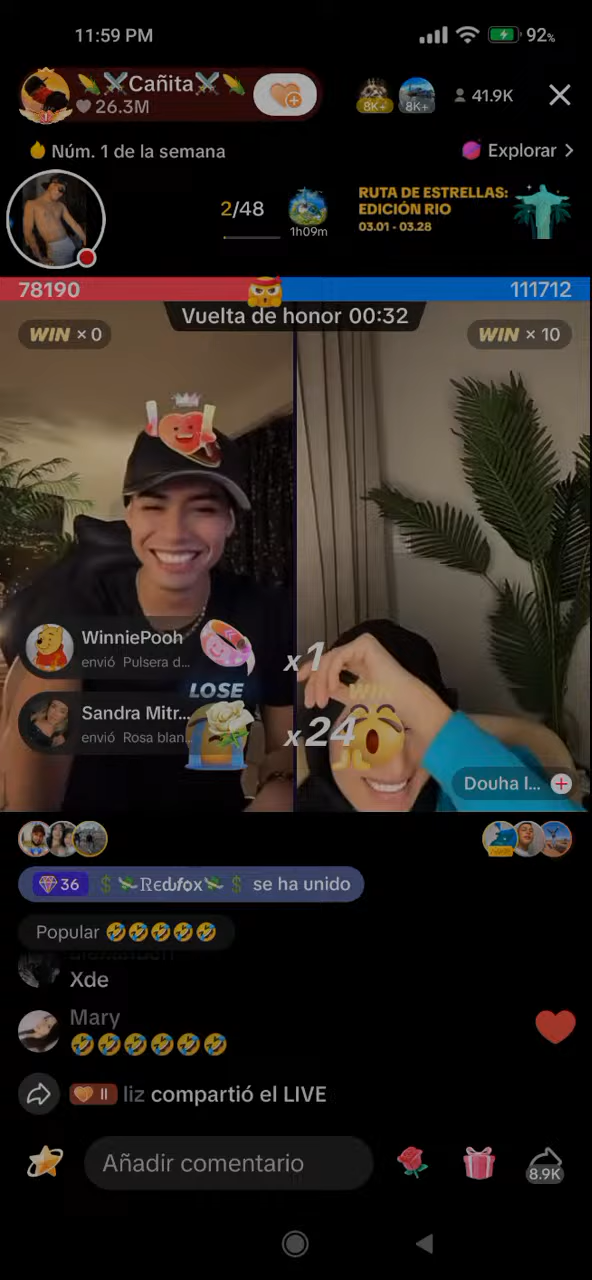 11:59 PM
92%
Cañita
26.3M
8K+
8K+
41.9K
Núm. 1 de la semana
Explorar
2/48
1h09m
RUTA DE ESTRELLAS:
EDICIÓN RIO
03.01 - 03.28
78190
111712
Vuelta de honor 00:32
WIN × 0
WIN × 10
WinniePooh
envió Pulsera d...
x1
LOSE
WIN
Sandra Mitr...
envió Rosa blan...
x24
Douha l...
36
$ Redfox $ se ha unido
Popular 🤣🤣🤣🤣🤣
Xde
Mary
🤣🤣🤣🤣🤣🤣
II liz compartió el LIVE
Añadir comentario
8.9K